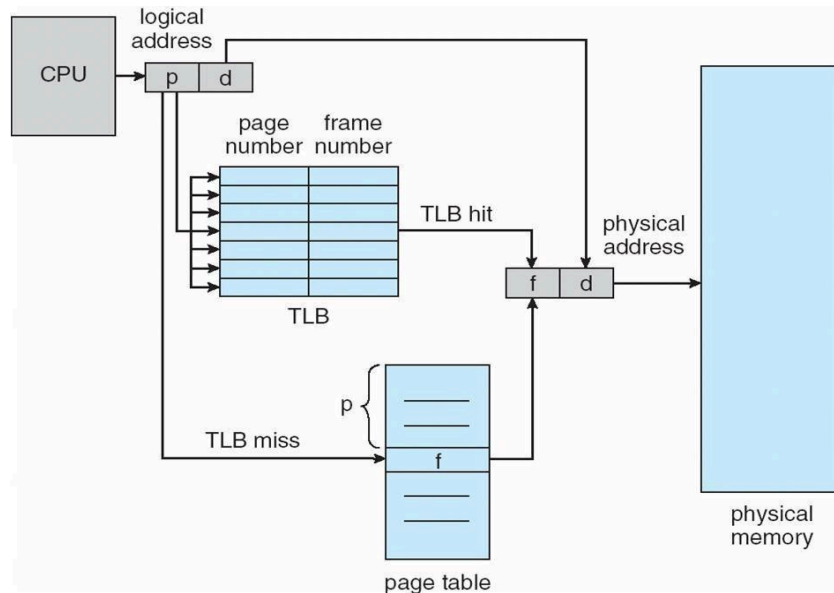 logical
address
CPU
p
d
page
number
frame
number
TLB hit
physical
address
f
d
TLB
p
TLB miss
f
page table
physical
memory